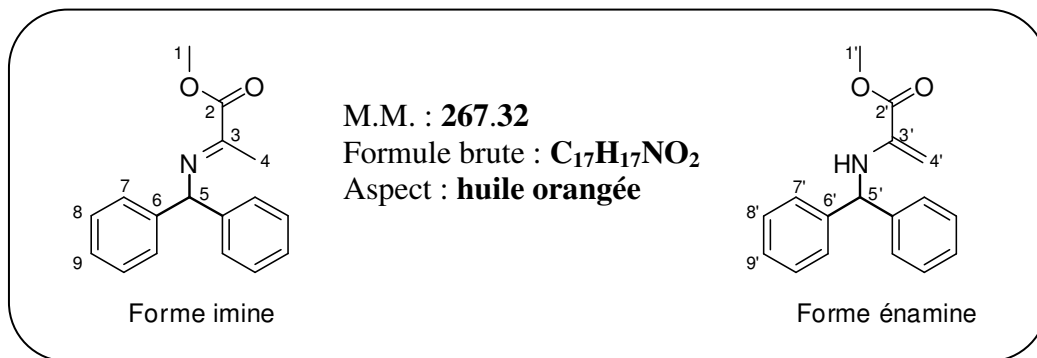 1
O
O
2
3
N
4
7
5
8
6
9
Forme imine
M.M. : 267.32
Formule brute : C₁₇H₁₇NO₂
Aspect : huile orangée
1'
O
O
2'
3'
HN
4'
7'
5'
8'
6'
9'
Forme énamine